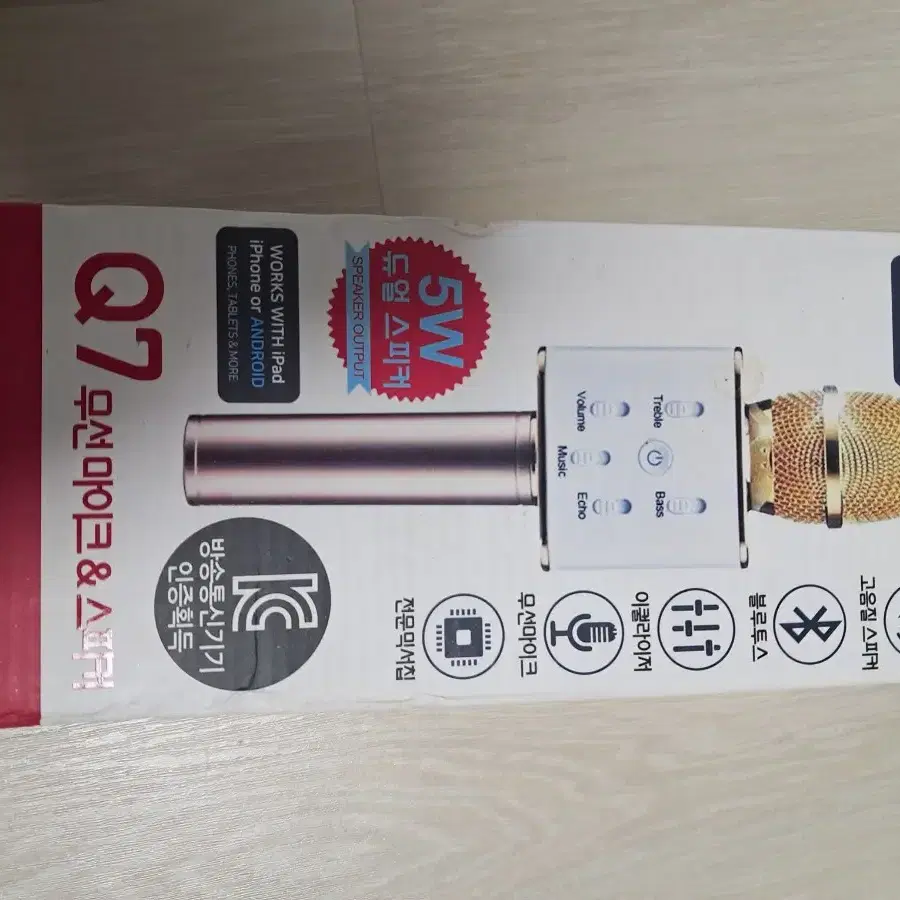 Q7 무선마이크&스피커
WORKS WITH iPad
iPhone or ANDROID
PHONES, TABLETS & MORE
5W
듀얼 스피커
SPEAKER OUTPUT
Treble
Bass
Volume
Echo
Music
방송통신기기
인증획득
고음질 스피커
블루투스
이퀄라이저
무선마이크
전문믹서칩